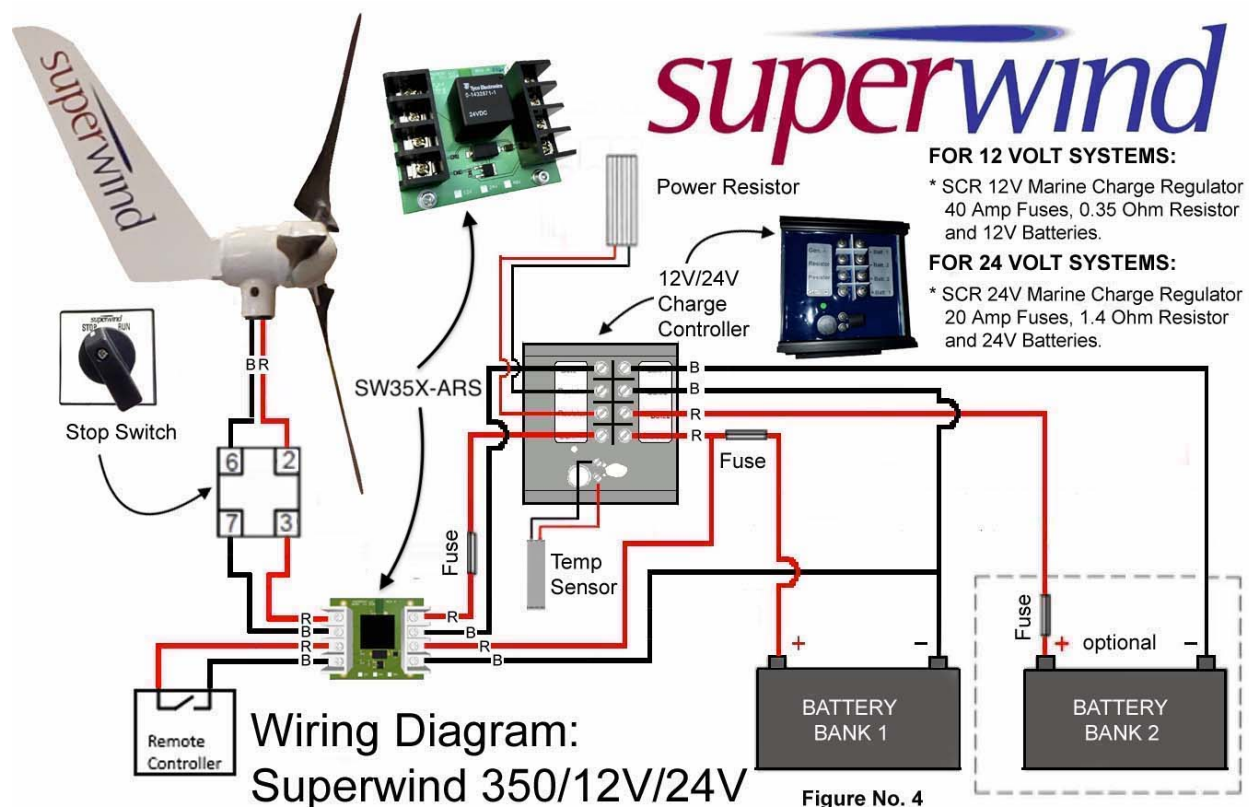 superwind
superwind
Tyco Electronics
24VDC
Power Resistor
FOR 12 VOLT SYSTEMS:
* SCR 12V Marine Charge Regulator
40 Amp Fuses, 0.35 Ohm Resistor
and 12V Batteries.
FOR 24 VOLT SYSTEMS:
* SCR 24V Marine Charge Regulator
20 Amp Fuses, 1.4 Ohm Resistor
and 24V Batteries.
12V/24V
Charge
Controller
superwind
STOP RUN
Stop Switch
B R
SW35X-ARS
B
B
R
R
6 2
7 3
Fuse
Fuse
Temp
Sensor
R
B
R
B
R
B
R
B
Fuse
+ −
+ optional −
BATTERY
BANK 1
BATTERY
BANK 2
Remote
Controller
Wiring Diagram:
Superwind 350/12V/24V
Figure No. 4